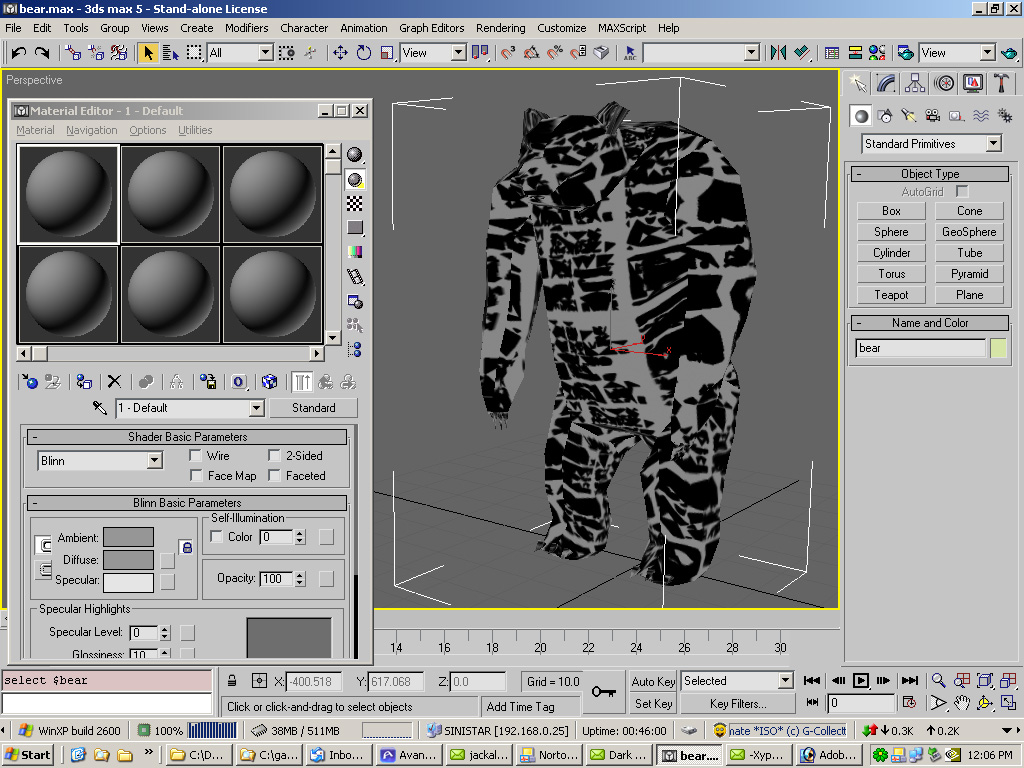 bear.max - 3ds max 5 - Stand-alone License
File Edit Tools Group Views Create Modifiers Character Animation Graph Editors Rendering Customize MAXScript Help
All View View
Perspective
Material Editor - 1 - Default
Material Navigation Options Utilities
1 - Default Standard
Shader Basic Parameters
Blinn Wire 2-Sided
Face Map Faceted
Blinn Basic Parameters
Self-Illumination
Ambient: Color 0
Diffuse:
Specular: Opacity: 100
Specular Highlights
Specular Level: 0
Glossiness: 10
x
Standard Primitives
- Object Type
AutoGrid
Box Cone
Sphere GeoSphere
Cylinder Tube
Torus Pyramid
Teapot Plane
- Name and Color
bear
14 16 18 20 22 24 26 28 30
select $bear
X: -400.518 Y: 617.068 Z: 0.0 Grid = 10.0 Auto Key Selected
Click or click-and-drag to select objects Add Time Tag Set Key Key Filters... 0
WinXP build 2600 100% 38MB / 511MB SINISTAR [192.168.0.25] Uptime: 00:46:00 nate *ISO* (c) G-Collect 0.3K 0.2K
Start C:\D... C:\ga... Inbo... Avan... jackal... Norto... Dark ... bear.... -Xyp... Adob... 12:06 PM